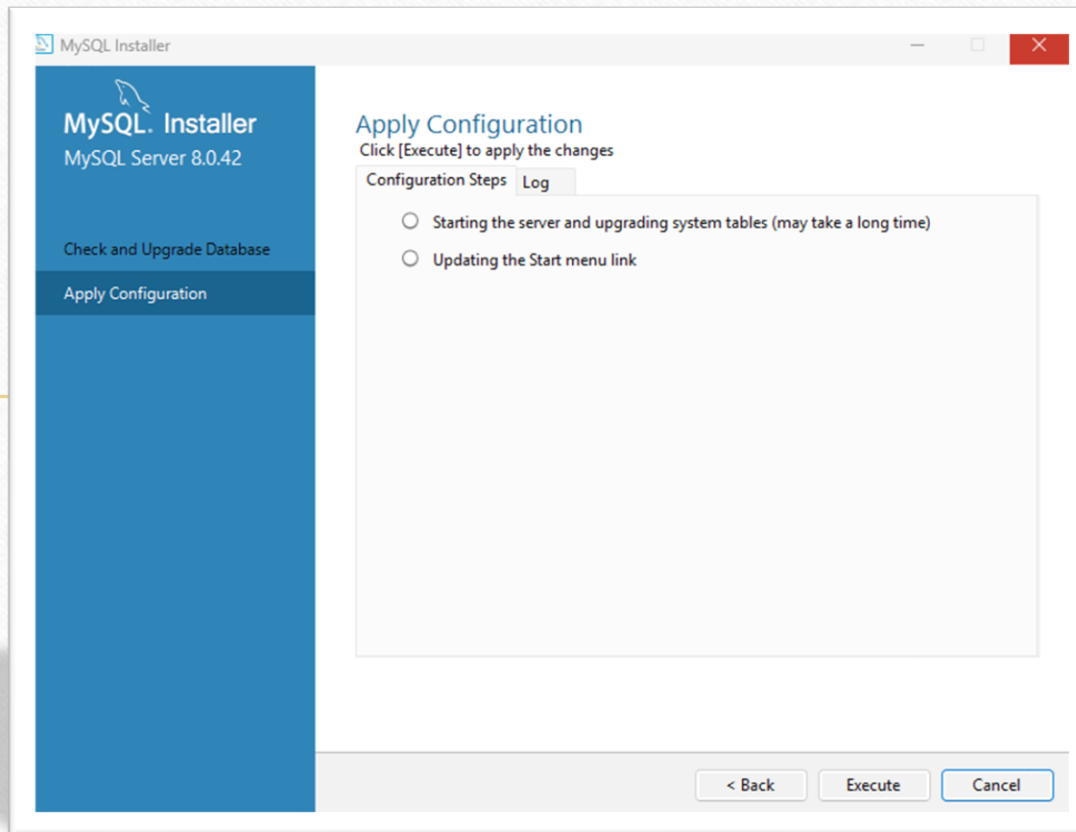 MySQL Installer
MySQL. Installer
MySQL Server 8.0.42
Check and Upgrade Database
Apply Configuration
Apply Configuration
Click [Execute] to apply the changes
Configuration Steps Log
Starting the server and upgrading system tables (may take a long time)
Updating the Start menu link
< Back Execute Cancel